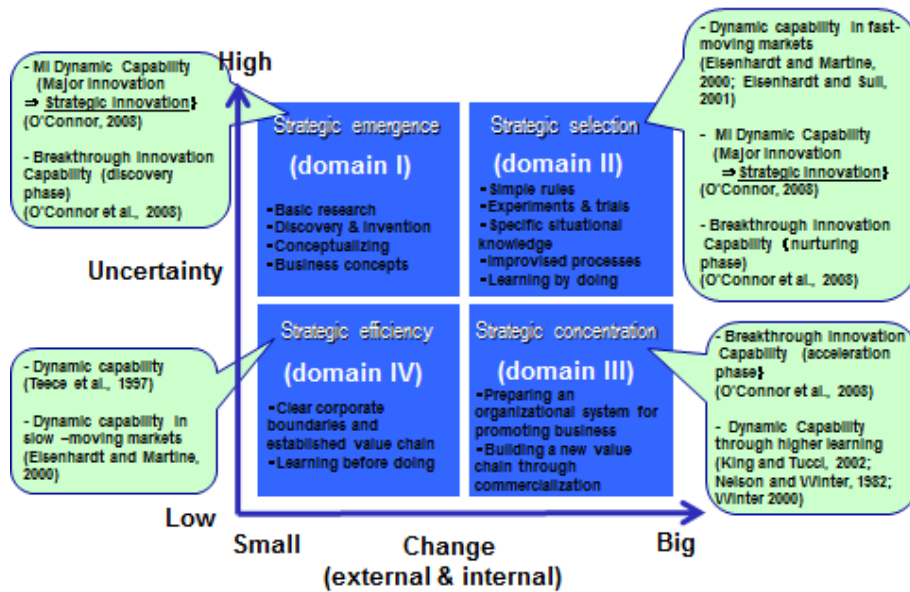 High
- MI Dynamic Capability
(Major Innovation
⇒ Strategic Innovation}
(O'Connor, 2008)
- Breakthrough Innovation
Capability (discovery
phase)
(O'Connor et al., 2008)
Strategic emergence
(domain I)
-Basic research
-Discovery & invention
-Conceptualizing
-Business concepts
Strategic selection
(domain II)
-Simple rules
-Experiments & trials
-Specific situational
knowledge
-Improvised processes
-Learning by doing
- Dynamic capability in fast-
moving markets
(Eisenhardt and Martine,
2000; Eisenhardt and Sull,
2001)
- MI Dynamic Capability
(Major Innovation
⇒ Strategic Innovation}
(O'Connor, 2008)
- Breakthrough Innovation
Capability (nurturing
phase)
(O'Connor et al., 2008)
Uncertainty
- Dynamic capability
(Teece et al., 1997)
- Dynamic capability in
slow –moving markets
(Eisenhardt and Martine,
2000)
Strategic efficiency
(domain IV)
-Clear corporate
boundaries and
established value chain
-Learning before doing
Strategic concentration
(domain III)
-Preparing an
organizational system for
promoting business
-Building a new value
chain through
commercialization
- Breakthrough Innovation
Capability (acceleration
phase}
(O'Connor et al., 2008)
- Dynamic Capability
through higher learning
(King and Tucci, 2002;
Nelson and Winter, 1982;
Winter 2000)
Low
Small
Change
Big
(external & internal)